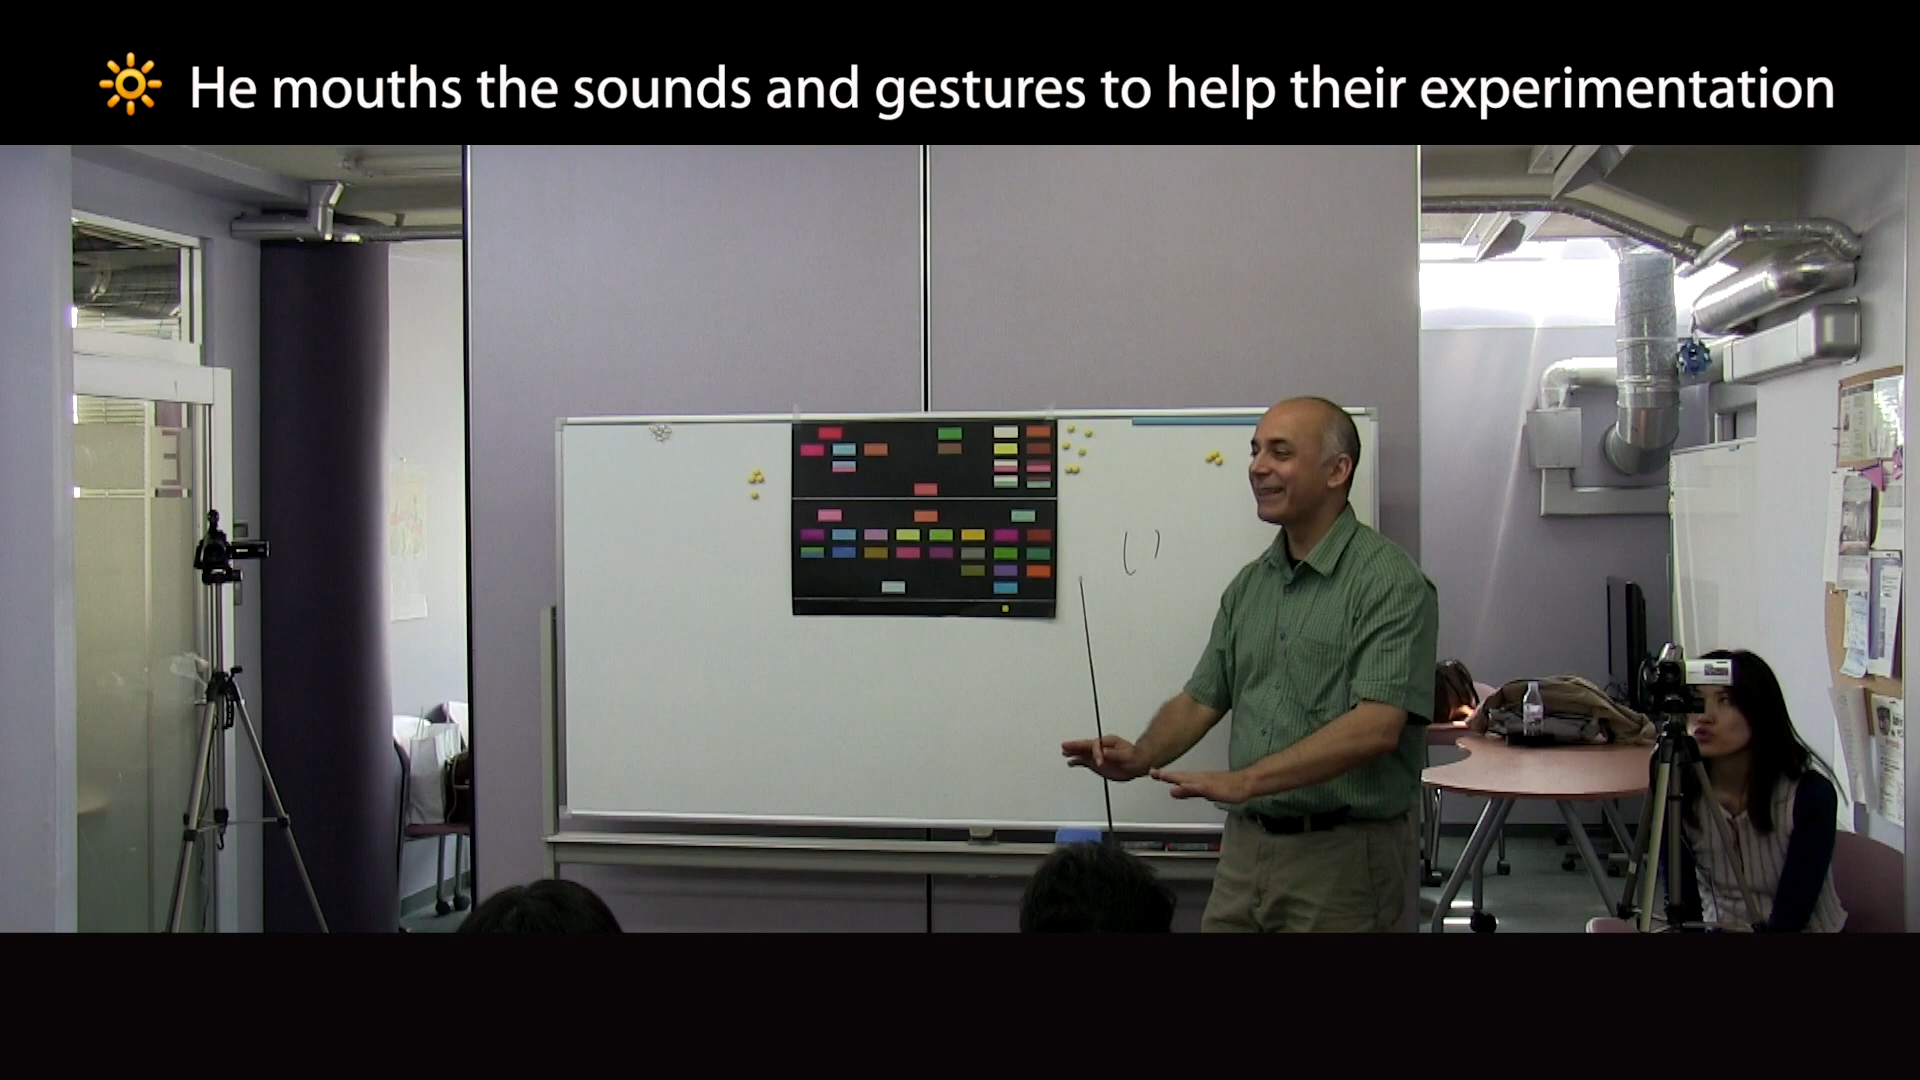 He mouths the sounds and gestures to help their experimentation
( )